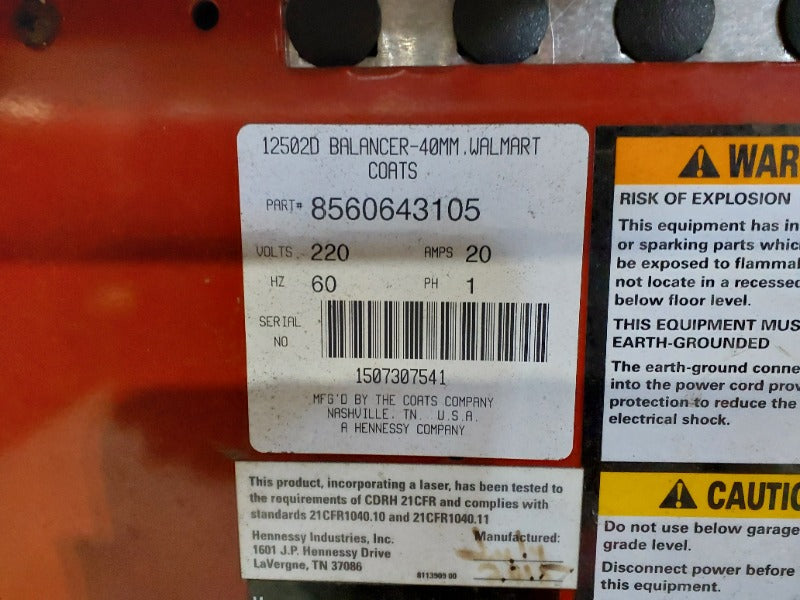 12502D BALANCER-40MM.WALMART
COATS
PART# 8560643105
VOLTS 220 AMPS 20
HZ 60 PH 1
SERIAL
NO
1507307541
MFG'D BY THE COATS COMPANY
NASHVILLE, TN. U.S.A.
A HENNESSY COMPANY
This product, incorporating a laser, has been tested to
the requirements of CDRH 21CFR and complies with
standards 21CFR1040.10 and 21CFR1040.11
Hennessy Industries, Inc.
1601 J.P. Hennessy Drive
LaVergne, TN 37086
Manufactured:
8113909 00
WAR
RISK OF EXPLOSION
This equipment has in
or sparking parts whic
be exposed to flamma
not locate in a recessed
below floor level.
THIS EQUIPMENT MUS
EARTH-GROUNDED
The earth-ground conne
into the power cord prov
protection to reduce the
electrical shock.
CAUTIO
Do not use below garage
grade level.
Disconnect power before
this equipment.